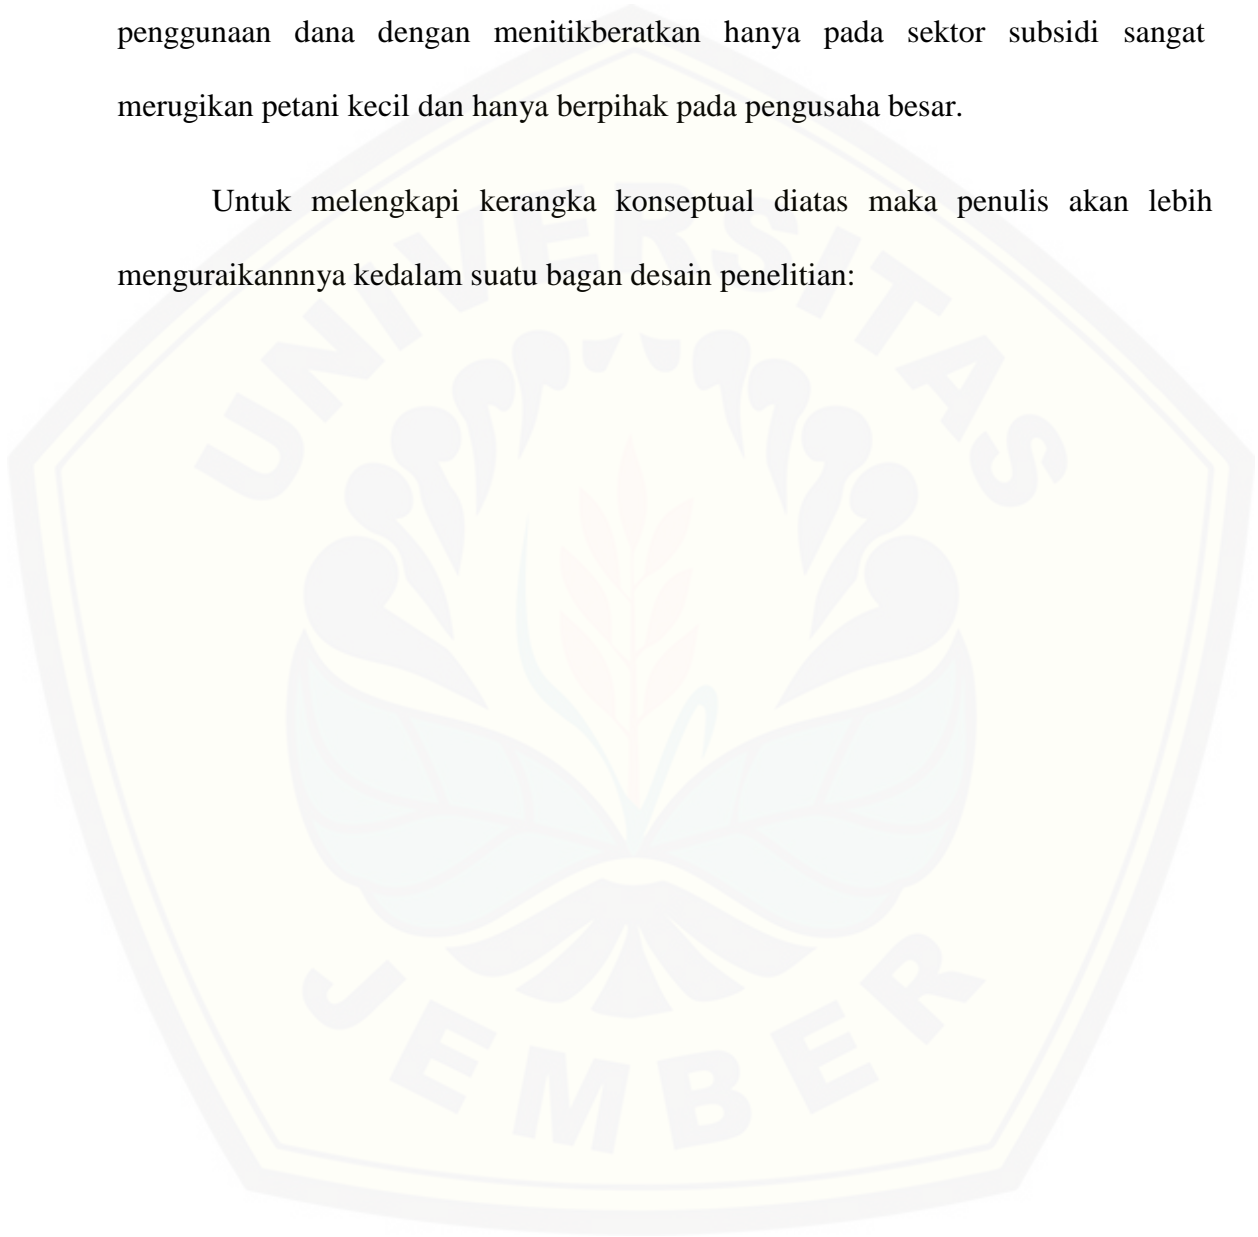 penggunaan dana dengan menitikberatkan hanya pada sektor subsidi sangat
merugikan petani kecil dan hanya berpihak pada pengusaha besar.
Untuk melengkapi kerangka konseptual diatas maka penulis akan lebih
menguraikannnya kedalam suatu bagan desain penelitian:
UNIVERSITAS
JEMBER